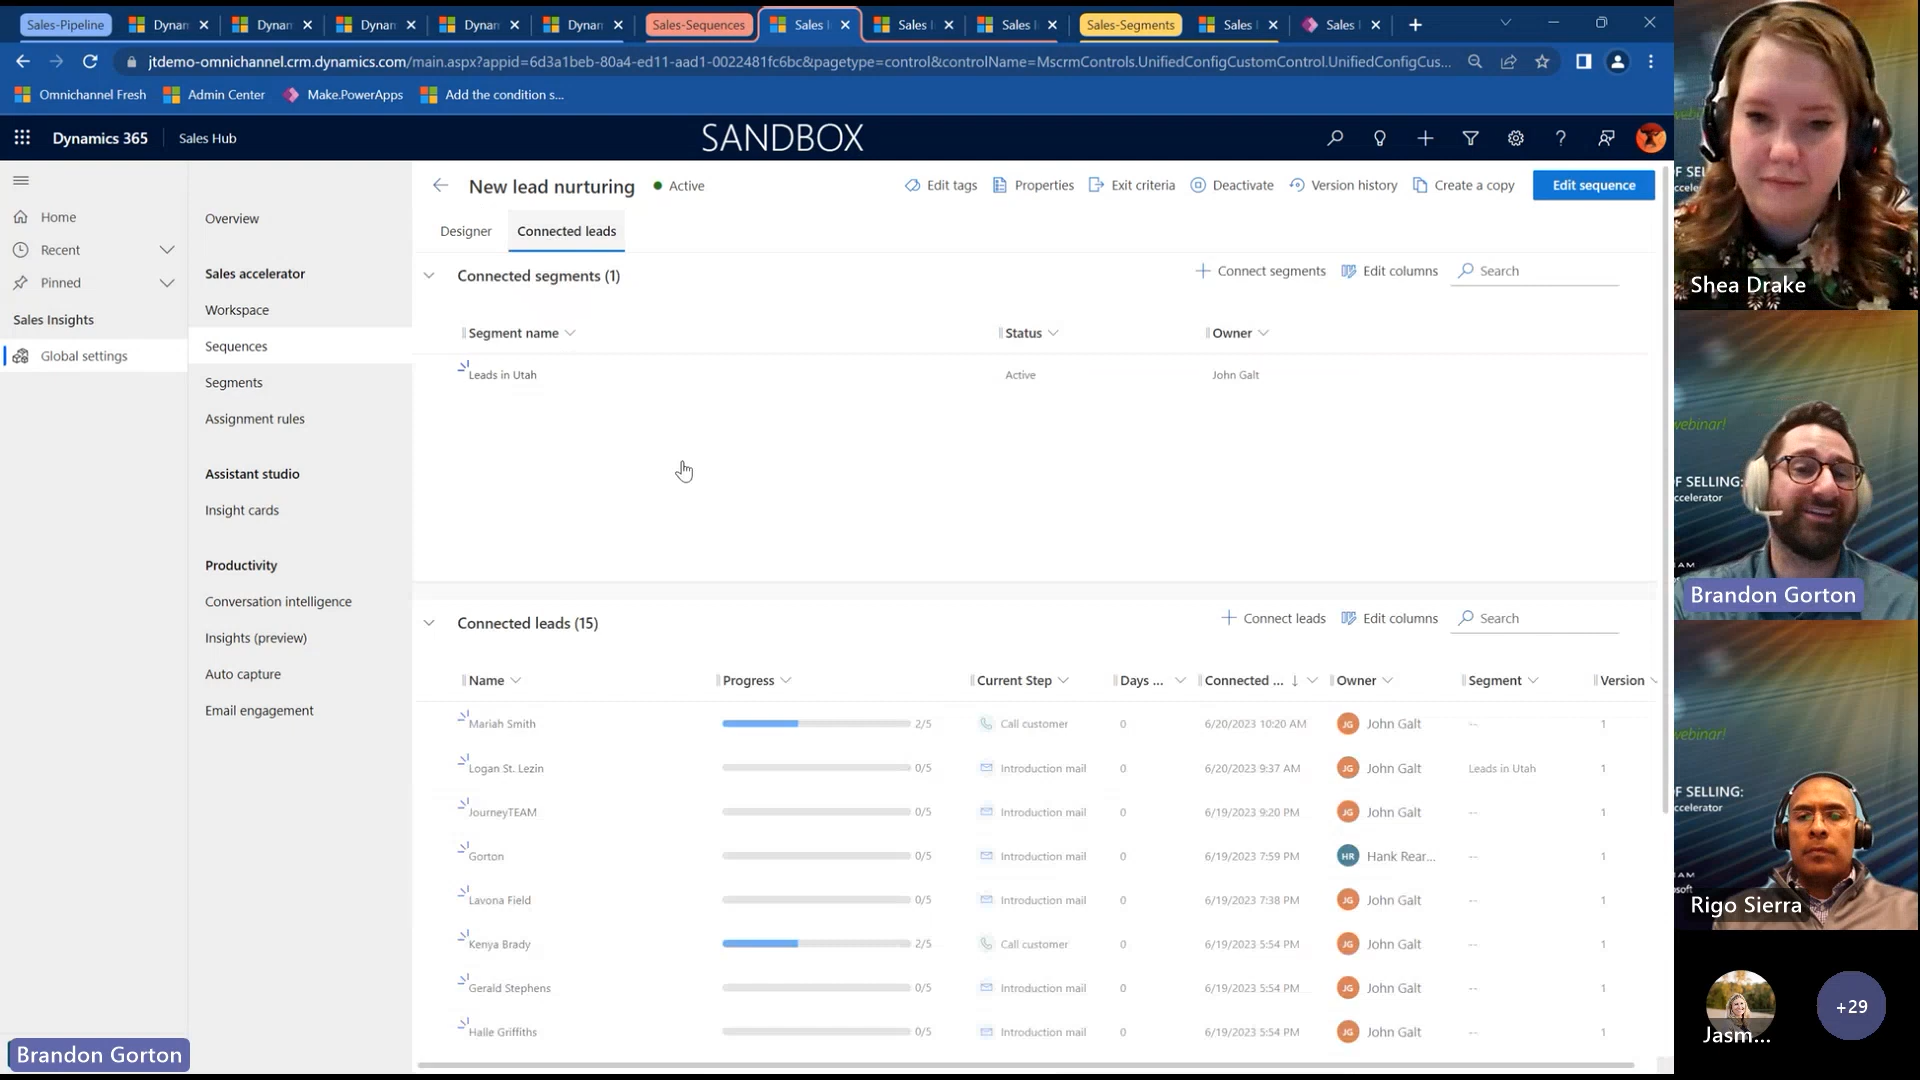 Sales-Pipeline Dynam Dynam Dynam Dynam Dynam Sales-Sequences Sales I Sales I Sales I Sales-Segments Sales I Sales I
jtdemo-omnichannel.crm.dynamics.com/main.aspx?appid=6d3a1beb-80a4-ed11-aad1-0022481fc6bc&pagetype=control&controlName=MscrmControls.UnifiedConfigCustomControl.UnifiedConfigCus...
Omnichannel Fresh Admin Center Make.PowerApps Add the condition s...
Dynamics 365 Sales Hub SANDBOX
Home
Recent
Pinned
Sales Insights
Global settings
Overview
Sales accelerator
Workspace
Sequences
Segments
Assignment rules
Assistant studio
Insight cards
Productivity
Conversation intelligence
Insights (preview)
Auto capture
Email engagement
New lead nurturing Active Edit tags Properties Exit criteria Deactivate Version history Create a copy Edit sequence
Designer Connected leads
Connected segments (1) Connect segments Edit columns Search
Segment name Status Owner
Leads in Utah Active John Galt
Connected leads (15) Connect leads Edit columns Search
Name Progress Current Step Days ... Connected ... Owner Segment Version
Mariah Smith 2/5 Call customer 0 6/20/2023 10:20 AM JG John Galt -- 1
Logan St. Lezin 0/5 Introduction mail 0 6/20/2023 9:37 AM JG John Galt Leads in Utah 1
JourneyTEAM 0/5 Introduction mail 0 6/19/2023 9:20 PM JG John Galt -- 1
Gorton 0/5 Introduction mail 0 6/19/2023 7:59 PM HR Hank Rear... -- 1
Lavona Field 0/5 Introduction mail 0 6/19/2023 7:38 PM JG John Galt -- 1
Kenya Brady 2/5 Call customer 0 6/19/2023 5:54 PM JG John Galt -- 1
Gerald Stephens 0/5 Introduction mail 0 6/19/2023 5:54 PM JG John Galt -- 1
Halle Griffiths 0/5 Introduction mail 0 6/19/2023 5:54 PM JG John Galt -- 1
Brandon Gorton
Shea Drake
webinar!
F SELLING:
ccelerator
Brandon Gorton
webinar!
F SELLING:
ccelerator
Rigo Sierra
Jasm...
+29